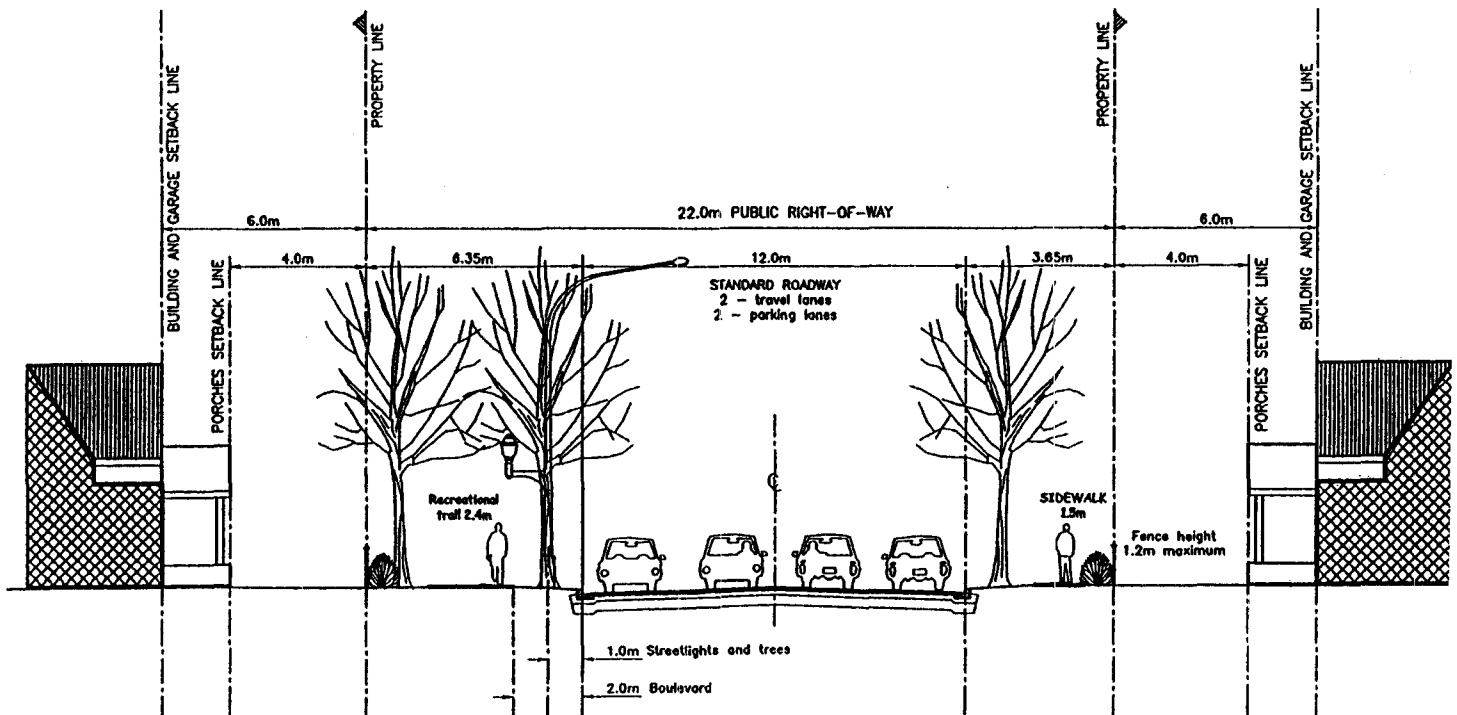 BUILDING AND GARAGE SETBACK LINE
PROPERTY LINE
PROPERTY LINE
BUILDING AND GARAGE SETBACK LINE
6.0m
22.0m PUBLIC RIGHT-OF-WAY
6.0m
PORCHES SETBACK LINE
4.0m
6.35m
12.0m
3.65m
4.0m
PORCHES SETBACK LINE
STANDARD ROADWAY
2 - travel lanes
2. - parking lanes
℄
Recreational
trail 2.4m
SIDEWALK
1.5m
Fence height
1.2m maximum
1.0m Streetlights and trees
2.0m Boulevard